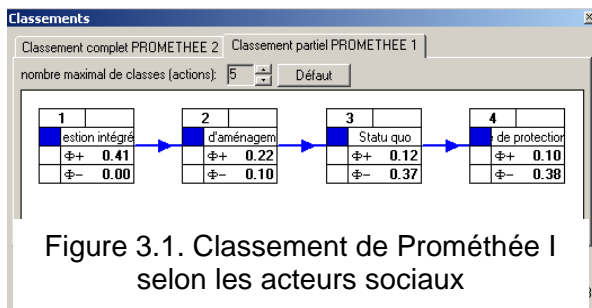 Classements
Classement complet PROMETHEE 2 Classement partiel PROMETHEE 1
nombre maximal de classes (actions): 5 Défaut
1 2 3 4
estion intégré d'aménagem Statu quo de protection
Φ+ 0.41 Φ+ 0.22 Φ+ 0.12 Φ+ 0.10
Φ− 0.00 Φ− 0.10 Φ− 0.37 Φ− 0.38
Figure 3.1. Classement de Prométhée I
selon les acteurs sociaux